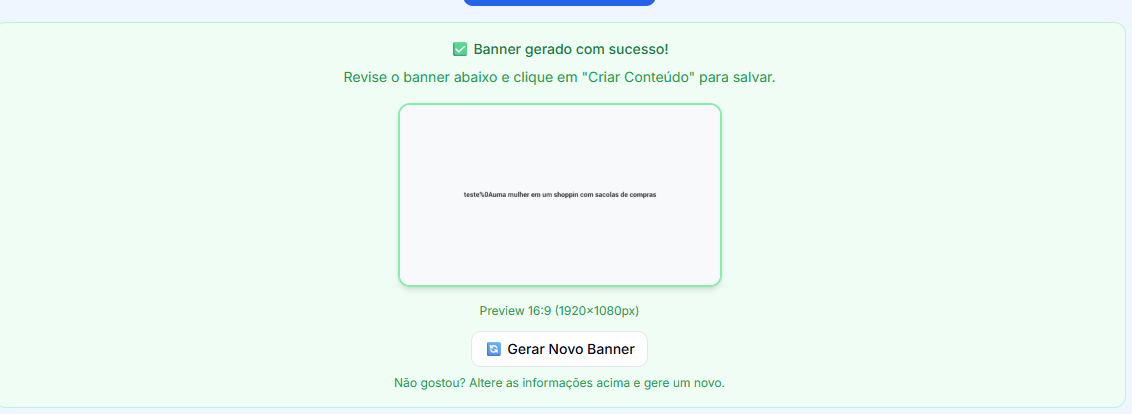 ✅ Banner gerado com sucesso!
Revise o banner abaixo e clique em "Criar Conteúdo" para salvar.
teste%0Auma mulher em um shoppin com sacolas de compras
Preview 16:9 (1920×1080px)
🔄 Gerar Novo Banner
Não gostou? Altere as informações acima e gere um novo.